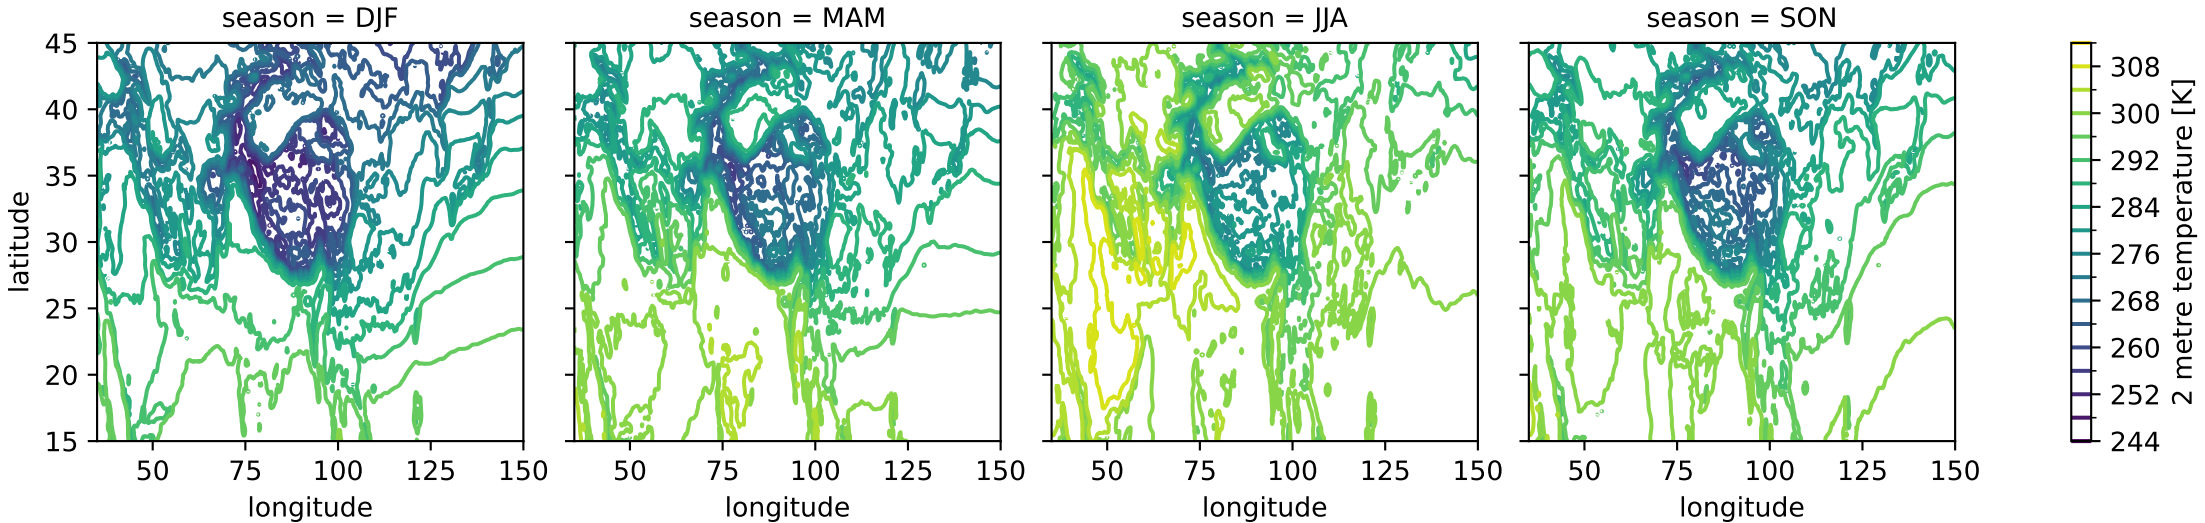 season = DJF
season = MAM
season = JJA
season = SON
45
40
35
30
25
20
15
latitude
50 75 100 125 150
50 75 100 125 150
50 75 100 125 150
50 75 100 125 150
longitude
longitude
longitude
longitude
308
300
292
284
276
268
260
252
244
2 metre temperature [K]